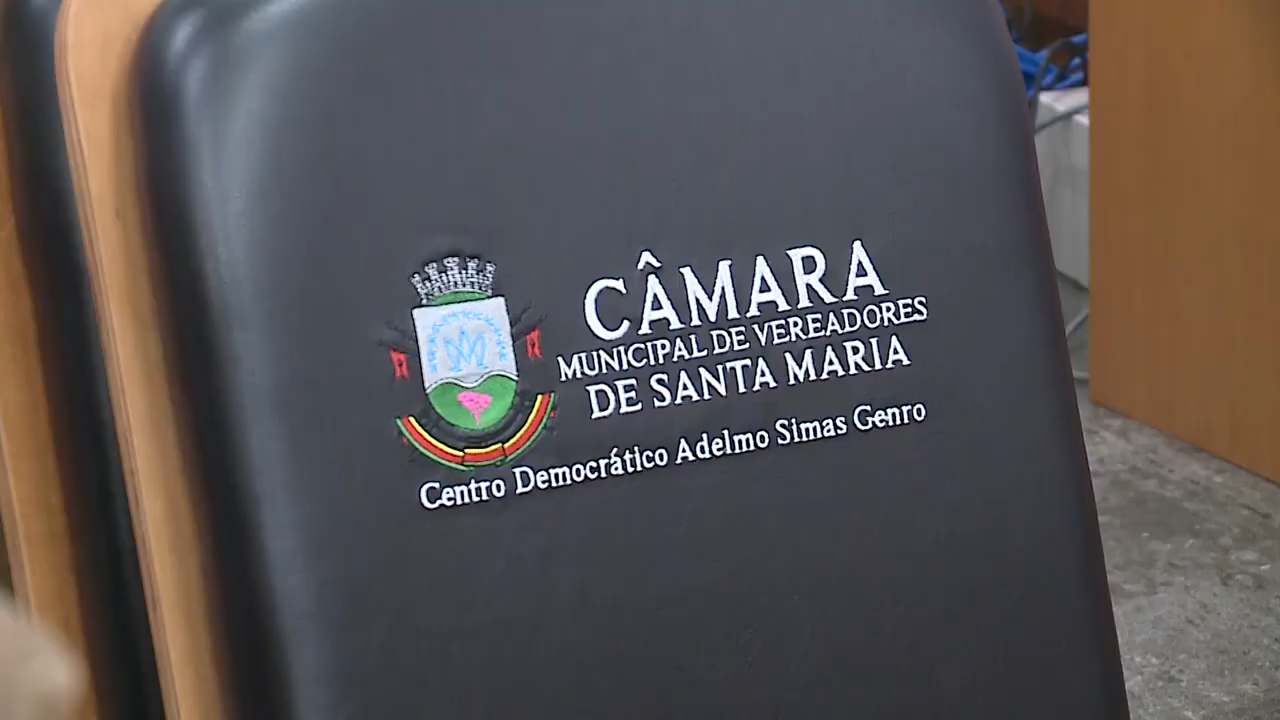 CÂMARA
MUNICIPAL DE VEREADORES
DE SANTA MARIA
Centro Democrático Adelmo Simas Genro